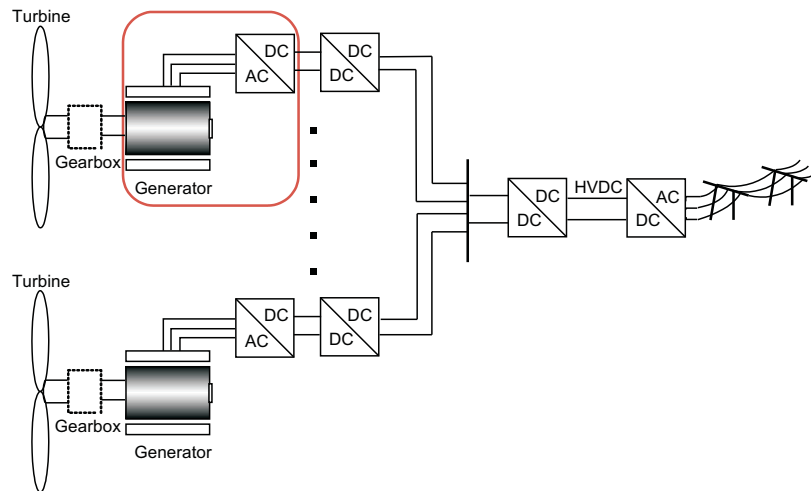 Turbine
DC
AC
DC
DC
Gearbox
Generator
DC
DC
HVDC
AC
DC
Turbine
DC
AC
DC
DC
Gearbox
Generator